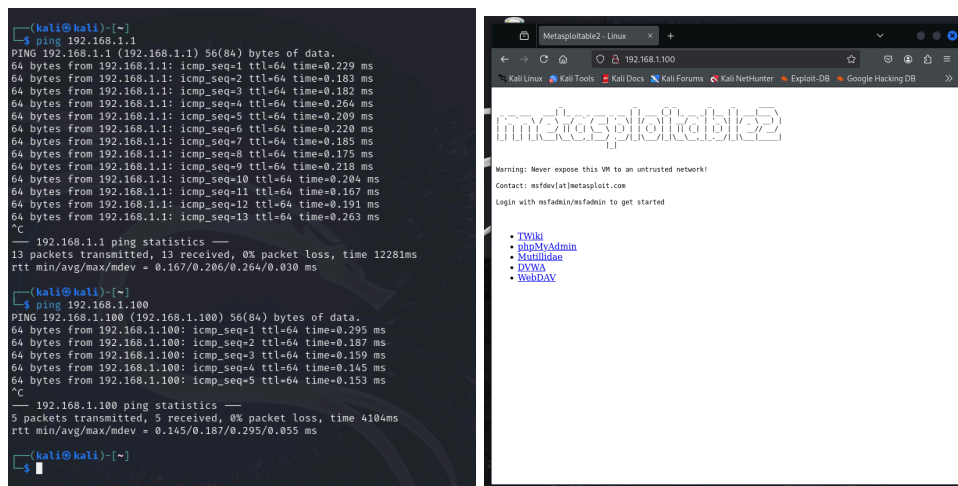 ┌──(kali㉿kali)-[~]
└─$ ping 192.168.1.1
PING 192.168.1.1 (192.168.1.1) 56(84) bytes of data.
64 bytes from 192.168.1.1: icmp_seq=1 ttl=64 time=0.229 ms
64 bytes from 192.168.1.1: icmp_seq=2 ttl=64 time=0.183 ms
64 bytes from 192.168.1.1: icmp_seq=3 ttl=64 time=0.182 ms
64 bytes from 192.168.1.1: icmp_seq=4 ttl=64 time=0.264 ms
64 bytes from 192.168.1.1: icmp_seq=5 ttl=64 time=0.209 ms
64 bytes from 192.168.1.1: icmp_seq=6 ttl=64 time=0.220 ms
64 bytes from 192.168.1.1: icmp_seq=7 ttl=64 time=0.185 ms
64 bytes from 192.168.1.1: icmp_seq=8 ttl=64 time=0.175 ms
64 bytes from 192.168.1.1: icmp_seq=9 ttl=64 time=0.218 ms
64 bytes from 192.168.1.1: icmp_seq=10 ttl=64 time=0.204 ms
64 bytes from 192.168.1.1: icmp_seq=11 ttl=64 time=0.167 ms
64 bytes from 192.168.1.1: icmp_seq=12 ttl=64 time=0.191 ms
64 bytes from 192.168.1.1: icmp_seq=13 ttl=64 time=0.263 ms
^C
— 192.168.1.1 ping statistics —
13 packets transmitted, 13 received, 0% packet loss, time 12281ms
rtt min/avg/max/mdev = 0.167/0.206/0.264/0.030 ms
┌──(kali㉿kali)-[~]
└─$ ping 192.168.1.100
PING 192.168.1.100 (192.168.1.100) 56(84) bytes of data.
64 bytes from 192.168.1.100: icmp_seq=1 ttl=64 time=0.295 ms
64 bytes from 192.168.1.100: icmp_seq=2 ttl=64 time=0.187 ms
64 bytes from 192.168.1.100: icmp_seq=3 ttl=64 time=0.159 ms
64 bytes from 192.168.1.100: icmp_seq=4 ttl=64 time=0.145 ms
64 bytes from 192.168.1.100: icmp_seq=5 ttl=64 time=0.153 ms
^C
— 192.168.1.100 ping statistics —
5 packets transmitted, 5 received, 0% packet loss, time 4104ms
rtt min/avg/max/mdev = 0.145/0.187/0.295/0.055 ms
┌──(kali㉿kali)-[~]
└─$
Metasploitable2 - Linux
192.168.1.100
Kali Linux Kali Tools Kali Docs Kali Forums Kali NetHunter Exploit-DB Google Hacking DB
metasploitable2
Warning: Never expose this VM to an untrusted network!
Contact: msfdev[at]metasploit.com
Login with msfadmin/msfadmin to get started
• TWiki
• phpMyAdmin
• Mutillidae
• DVWA
• WebDAV